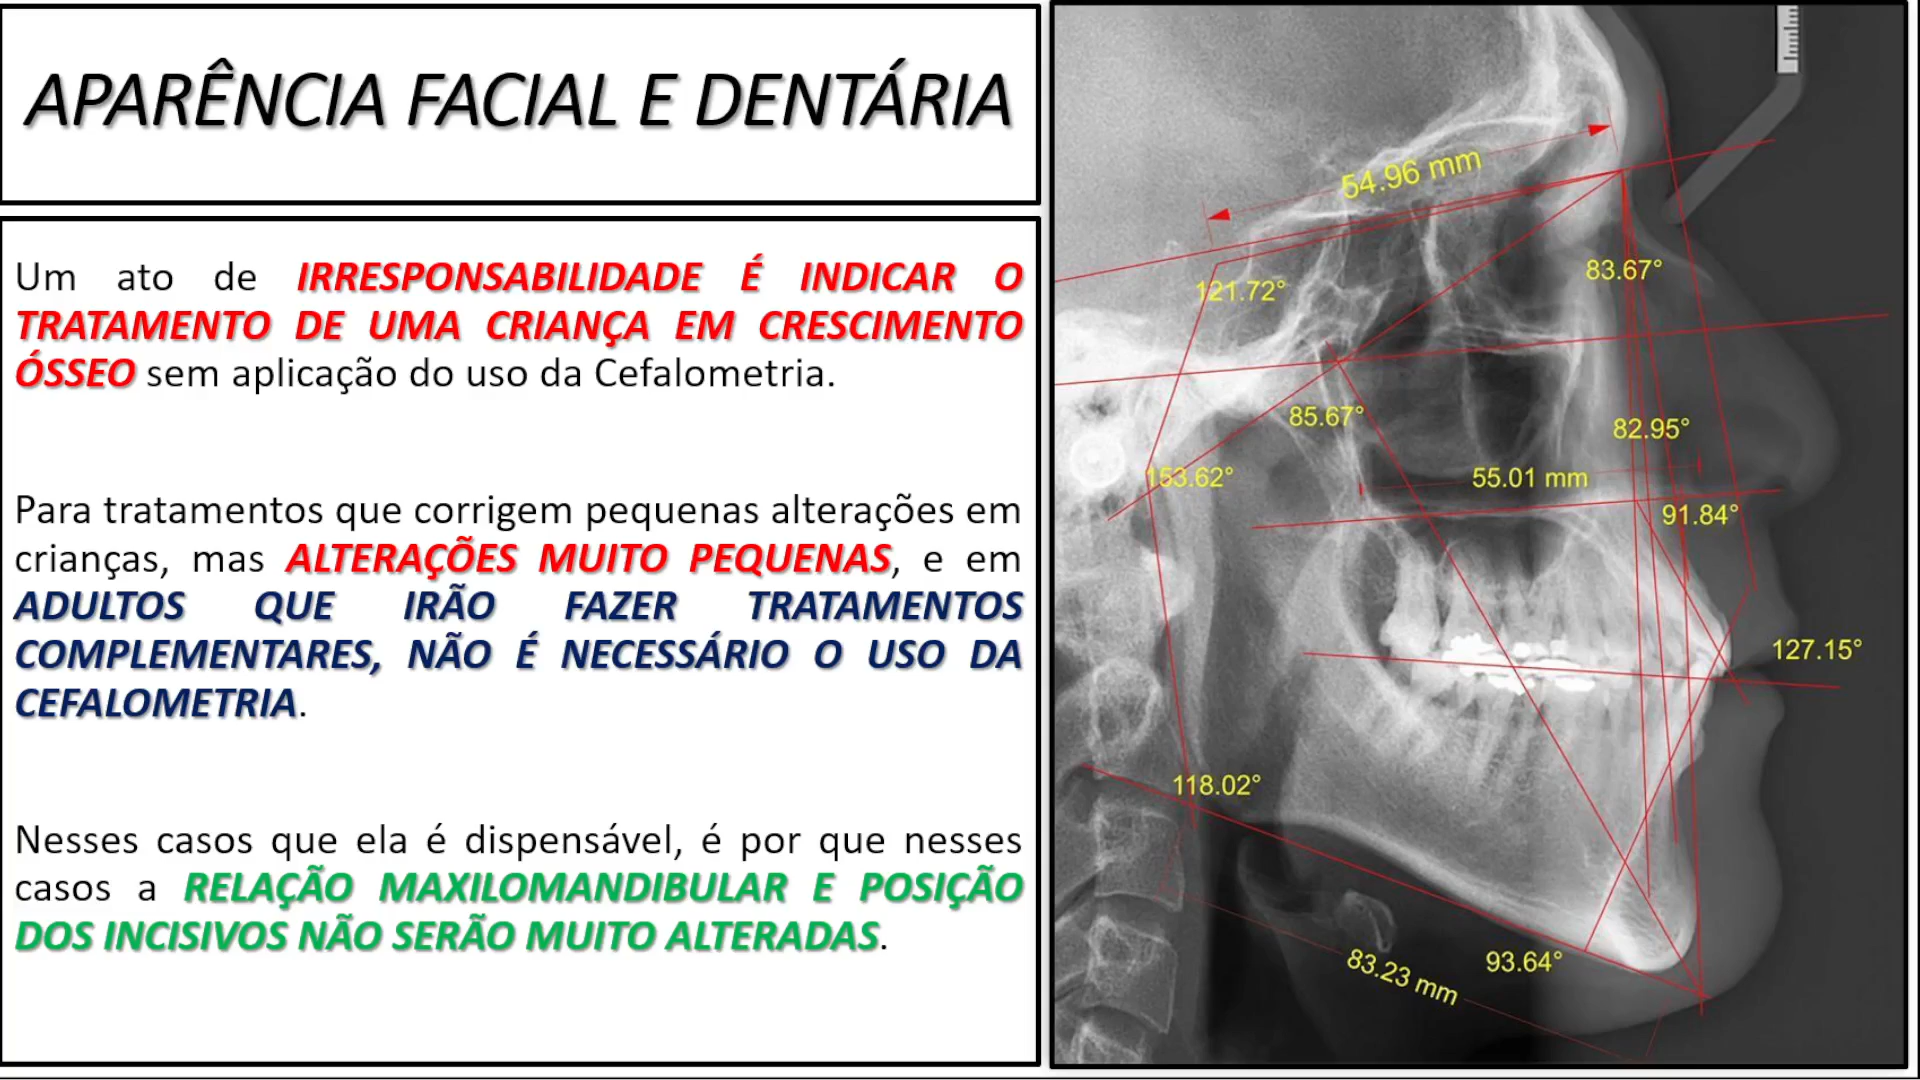 APARÊNCIA FACIAL E DENTÁRIA
Um ato de IRRESPONSABILIDADE É INDICAR O
TRATAMENTO DE UMA CRIANÇA EM CRESCIMENTO
ÓSSEO sem aplicação do uso da Cefalometria.
Para tratamentos que corrigem pequenas alterações em
crianças, mas ALTERAÇÕES MUITO PEQUENAS, e em
ADULTOS QUE IRÃO FAZER TRATAMENTOS
COMPLEMENTARES, NÃO É NECESSÁRIO O USO DA
CEFALOMETRIA.
Nesses casos que ela é dispensável, é por que nesses
casos a RELAÇÃO MAXILOMANDIBULAR E POSIÇÃO
DOS INCISIVOS NÃO SERÃO MUITO ALTERADAS.
54.96 mm
83.67°
121.72°
85.67°
82.95°
153.62°
55.01 mm
91.84°
127.15°
118.02°
93.64°
83.23 mm